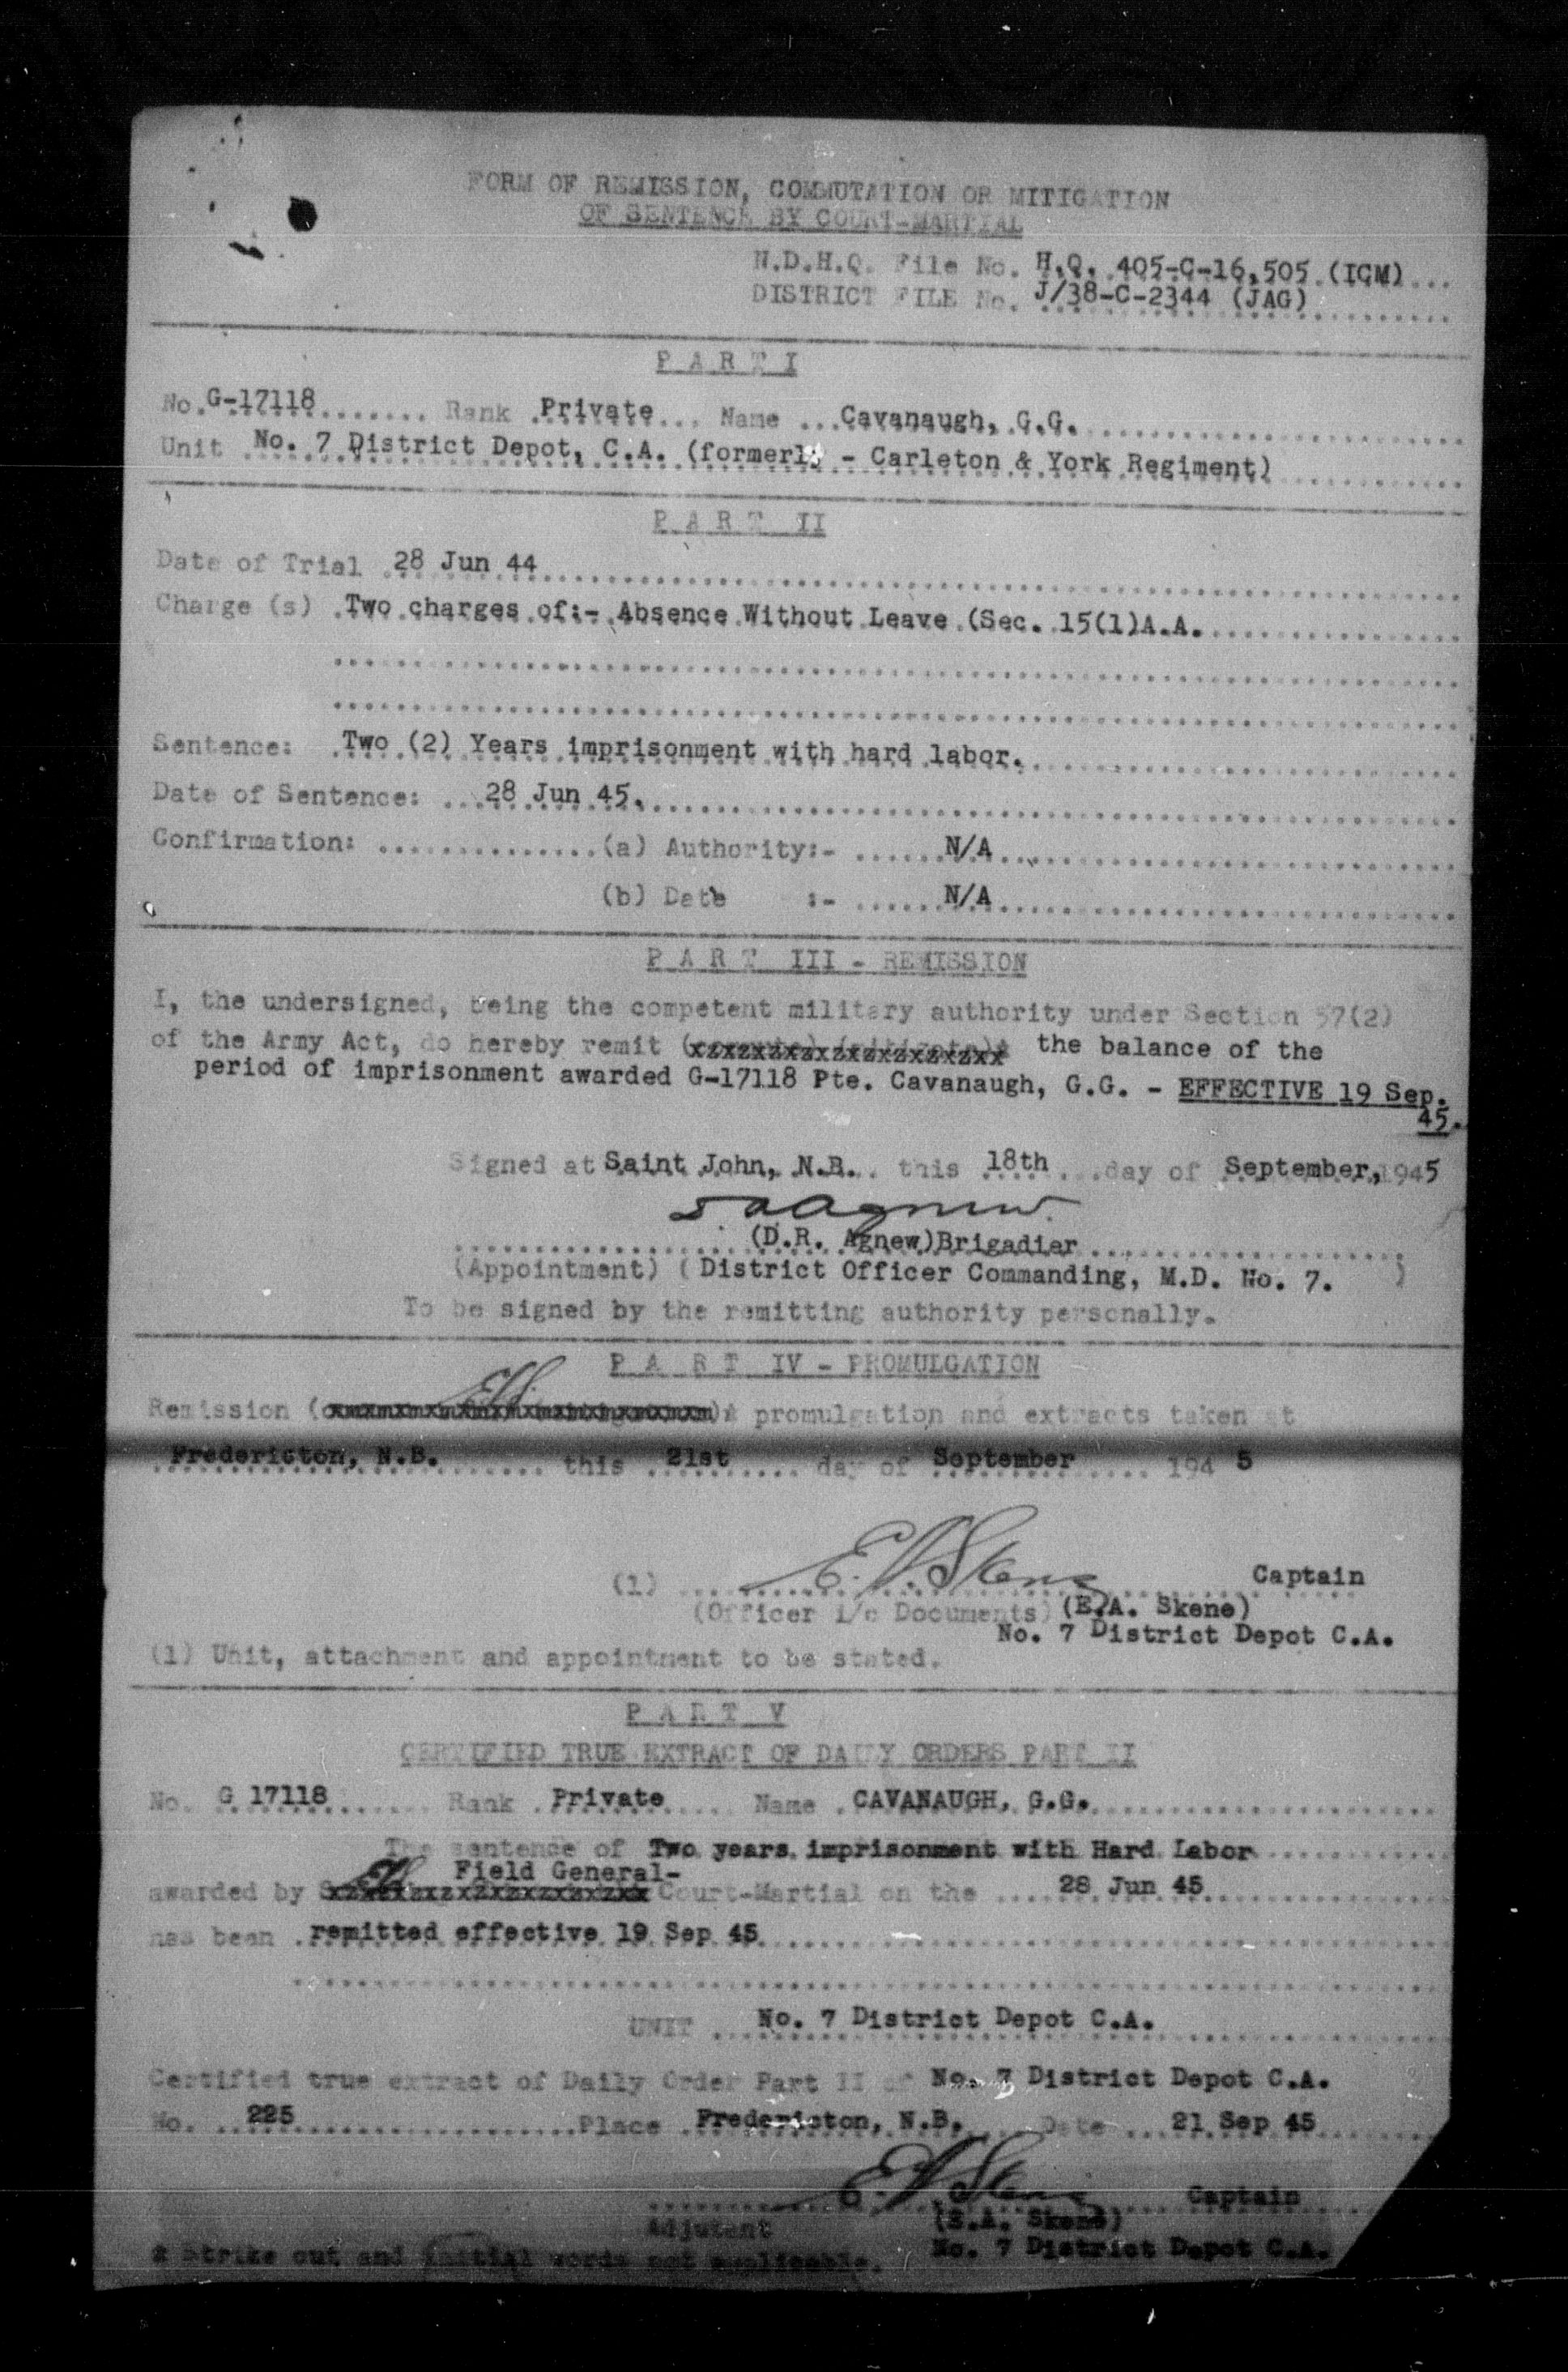 FORM OF REMISSION, COMMUTATION OR MITIGATION
OF SENTENCE BY COURT-MARTIAL
N.D.H.Q. File No. H.Q. 405-C-16,505 (ICM)
DISTRICT FILE No. J/38-C-2344 (JAG)
PART I
No. G-17118 Rank Private Name Cavanaugh, G.G.
Unit No. 7 District Depot, C.A. (formerly - Carleton & York Regiment)
PART II
Date of Trial 28 Jun 44
Charge (s) Two charges of:- Absence Without Leave (Sec. 15(1)A.A.
Sentence: Two (2) Years imprisonment with hard labor.
Date of Sentence: 28 Jun 45.
Confirmation: (a) Authority:- N/A
(b) Date :- N/A
PART III - REMISSION
I, the undersigned, being the competent military authority under Section 57(2)
of the Army Act, do hereby remit the balance of the
period of imprisonment awarded G-17118 Pte. Cavanaugh, G.G. - EFFECTIVE 19 Sep.
45.
Signed at Saint John, N.B. this 18th day of September, 1945
(D.R. Agnew) Brigadier
(Appointment) (District Officer Commanding, M.D. No. 7. )
To be signed by the remitting authority personally.
PART IV - PROMULGATION
Remission promulgation and extracts taken at
Fredericton, N.B. this 21st day of September 1945
(1) E.A. Skene Captain
(Officer i/c Documents) (E.A. Skene)
No. 7 District Depot C.A.
(1) Unit, attachment and appointment to be stated.
PART V
CERTIFIED TRUE EXTRACT OF DAILY ORDERS PART II
No. G 17118 Rank Private Name CAVANAUGH, G.G.
The sentence of Two years imprisonment with Hard Labor
Field General-
awarded by Court-Martial on the 28 Jun 45
has been remitted effective 19 Sep 45
UNIT No. 7 District Depot C.A.
Certified true extract of Daily Order Part II of No. 7 District Depot C.A.
No. 225 Place Fredericton, N.B. Date 21 Sep 45
E.A. Skene Captain
Adjutant (E.A. Skene)
* Strike out and initial words not applicable. No. 7 District Depot C.A.